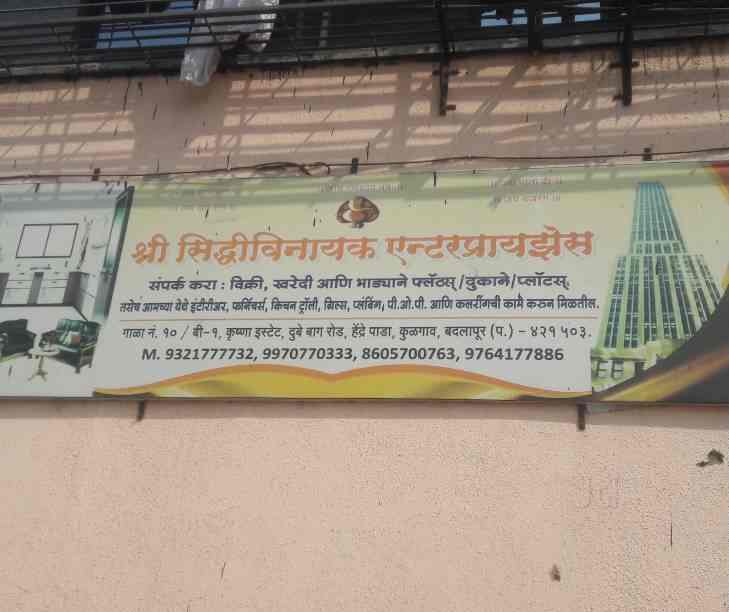 श्री सिद्धीविनायक एन्टरप्रायझेस
संपर्क करा : विक्री, खरेदी आणि भाड्याने फ्लॅट्स्/दुकाने/प्लॉटस्,
तसेच आमच्या येथे इंटीरीअर, फर्निचर्स, किचन ट्रॉली, ग्रिल्स, प्लंबिंग, पी.ओ.पी. आणि कलरींगची कामे करुन मिळतील.
गाळा नं. १० / बी-१, कृष्णा इस्टेट, दुबे बाग रोड, हेंद्रे पाडा, कुळगाव, बदलापूर (प.) - ४२१ ५०३.
M. 9321777732, 9970770333, 8605700763, 9764177886